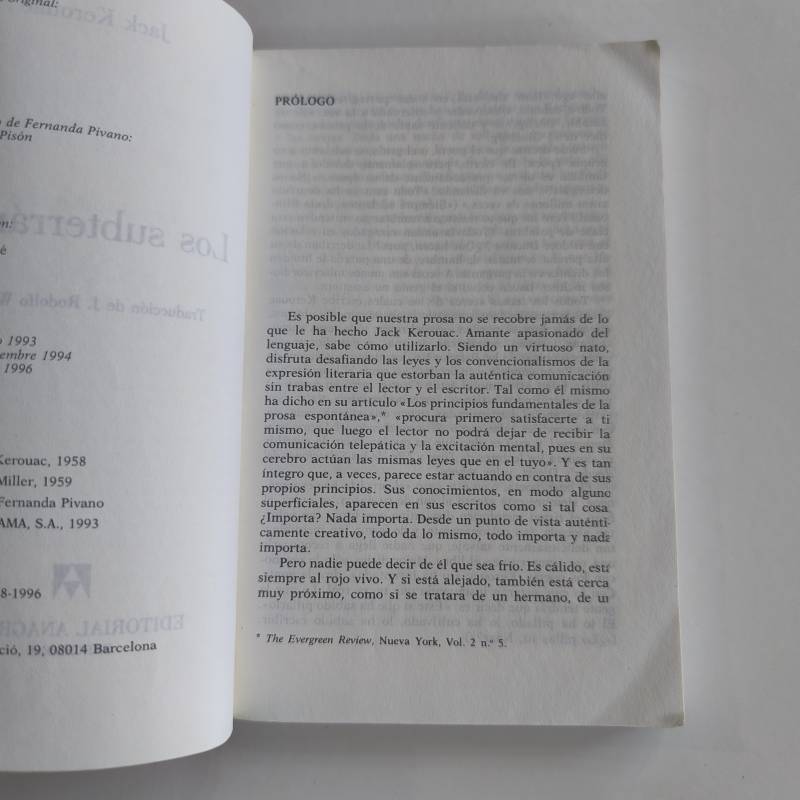 original:
de Fernanda Pivano:
Pisón
é
1993
embre 1994
1996
Kerouac, 1958
Miller, 1959
Fernanda Pivano
AMA, S.A., 1993
8-1996
ció, 19, 08014 Barcelona
Jack Kerou
Los subterrá
Traducción de J. Rodolfo W
EDITORIAL ANAGR
PRÓLOGO
Es posible que nuestra prosa no se recobre jamás de lo
que le ha hecho Jack Kerouac. Amante apasionado del
lenguaje, sabe cómo utilizarlo. Siendo un virtuoso nato,
disfruta desafiando las leyes y los convencionalismos de la
expresión literaria que estorban la auténtica comunicación
sin trabas entre el lector y el escritor. Tal como él mismo
ha dicho en su artículo «Los principios fundamentales de la
prosa espontánea»,* «procura primero satisfacerte a ti
mismo, que luego el lector no podrá dejar de recibir la
comunicación telepática y la excitación mental, pues en su
cerebro actúan las mismas leyes que en el tuyo». Y es tan
íntegro que, a veces, parece estar actuando en contra de sus
propios principios. Sus conocimientos, en modo alguno
superficiales, aparecen en sus escritos como si tal cosa.
¿Importa? Nada importa. Desde un punto de vista auténti-
camente creativo, todo da lo mismo, todo importa y nada
importa.
Pero nadie puede decir de él que sea frío. Es cálido, está
siempre al rojo vivo. Y si está alejado, también está cerca
muy próximo, como si se tratara de un hermano, de u
* The Evergreen Review, Nueva York, Vol. 2 n.º 5.